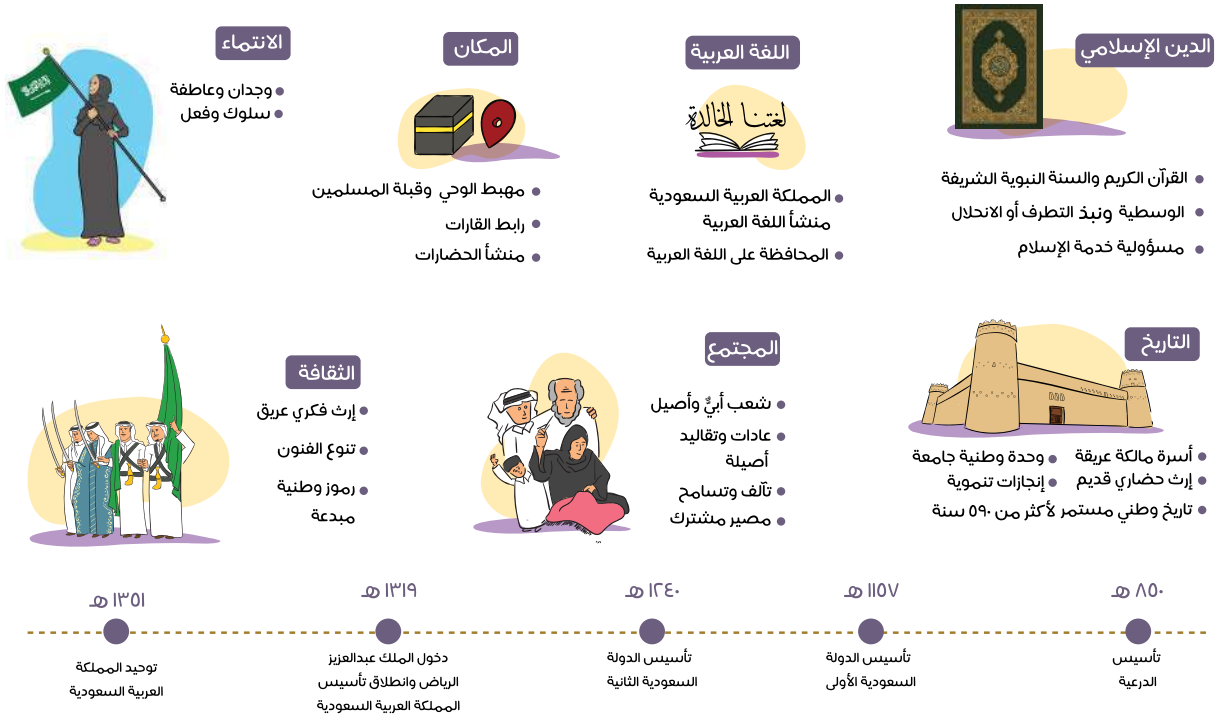 الدين الإسلامي
القرآن الكريم والسنة النبوية الشريفة
الوسطية ونبذ التطرف أو الانحلال
مسؤولية خدمة الإسلام
اللغة العربية
لغتنا الخالدة
المملكة العربية السعودية
منشأ اللغة العربية
المحافظة على اللغة العربية
المكان
مهبط الوحي وقبلة المسلمين
رابط القارات
منشأ الحضارات
الانتماء
وجدان وعاطفة
سلوك وفعل
التاريخ
أسرة مالكة عريقة
وحدة وطنية جامعة
إرث حضاري قديم
إنجازات تنموية
تاريخ وطني مستمر لأكثر من ٥٩٠ سنة
المجتمع
شعب أبيٌّ وأصيل
عادات وتقاليد
أصيلة
تآلف وتسامح
مصير مشترك
الثقافة
إرث فكري عريق
تنوع الفنون
رموز وطنية
مبدعة
٨٥٠ هـ
تأسيس
الدرعية
١١٥٧ هـ
تأسيس الدولة
السعودية الأولى
١٢٤٠ هـ
تأسيس الدولة
السعودية الثانية
١٣١٩ هـ
دخول الملك عبدالعزيز
الرياض وانطلاق تأسيس
المملكة العربية السعودية
١٣٥١ هـ
توحيد المملكة
العربية السعودية